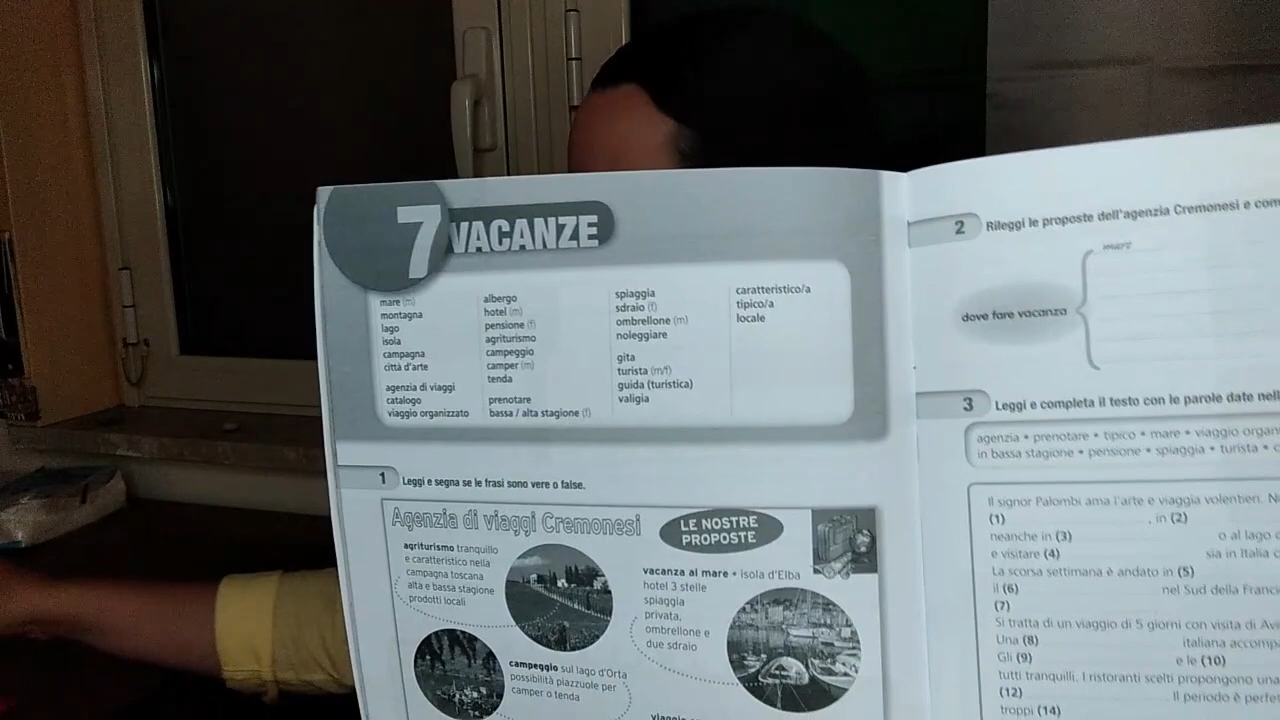 7 VACANZE
mare (m)
montagna
lago
isola
campagna
città d'arte
agenzia di viaggi
catalogo
viaggio organizzato
albergo
hotel (m)
pensione (f)
agriturismo
campeggio
camper (m)
tenda
prenotare
bassa / alta stagione (f)
spiaggia
sdraio (f)
ombrellone (m)
noleggiare
gita
turista (m/f)
guida (turistica)
valigia
caratteristico/a
tipico/a
locale
1 Leggi e segna se le frasi sono vere o false.
Agenzia di viaggi Cremonesi
LE NOSTRE
PROPOSTE
agriturismo tranquillo
e caratteristico nella
campagna toscana
alta e bassa stagione
prodotti locali
vacanza al mare • isola d'Elba
hotel 3 stelle
spiaggia
privata,
ombrellone e
due sdraio
campeggio sul lago d'Orta
possibilità piazzuole per
camper o tenda
2 Rileggi le proposte dell'agenzia Cremonesi e com
mare
dove fare vacanza
3 Leggi e completa il testo con le parole date nell
agenzia • prenotare • tipico • mare • viaggio organ
in bassa stagione • pensione • spiaggia • turista • c
Il signor Palombi ama l'arte e viaggia volentieri. N
(1) , in (2)
neanche in (3) o al lago
e visitare (4) sia in Italia
La scorsa settimana è andato in (5)
il (6) nel Sud della Franc
(7)
Si tratta di un viaggio di 5 giorni con visita di Avi
Una (8) italiana accompa
Gli (9) e le (10)
tutti tranquilli. I ristoranti scelti propongono una
(12) . Il periodo è perfe
troppi (14)